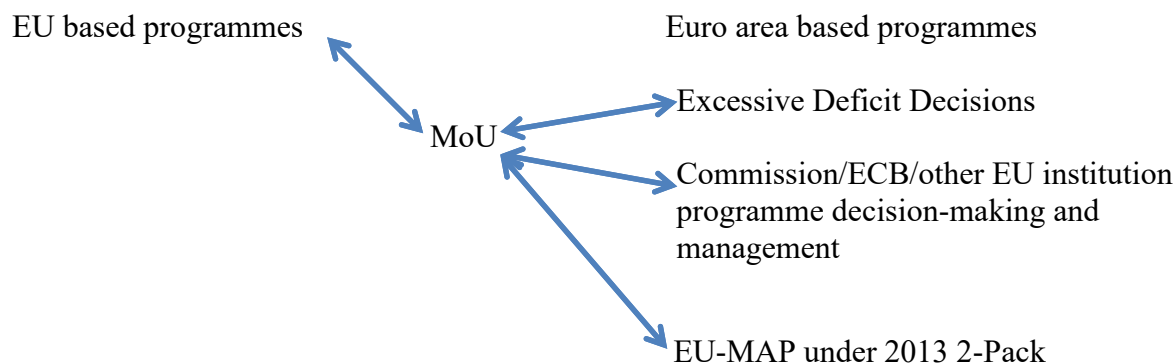 EU based programmes
Euro area based programmes
Excessive Deficit Decisions
MoU
Commission/ECB/other EU institution
programme decision-making and
management
EU-MAP under 2013 2-Pack